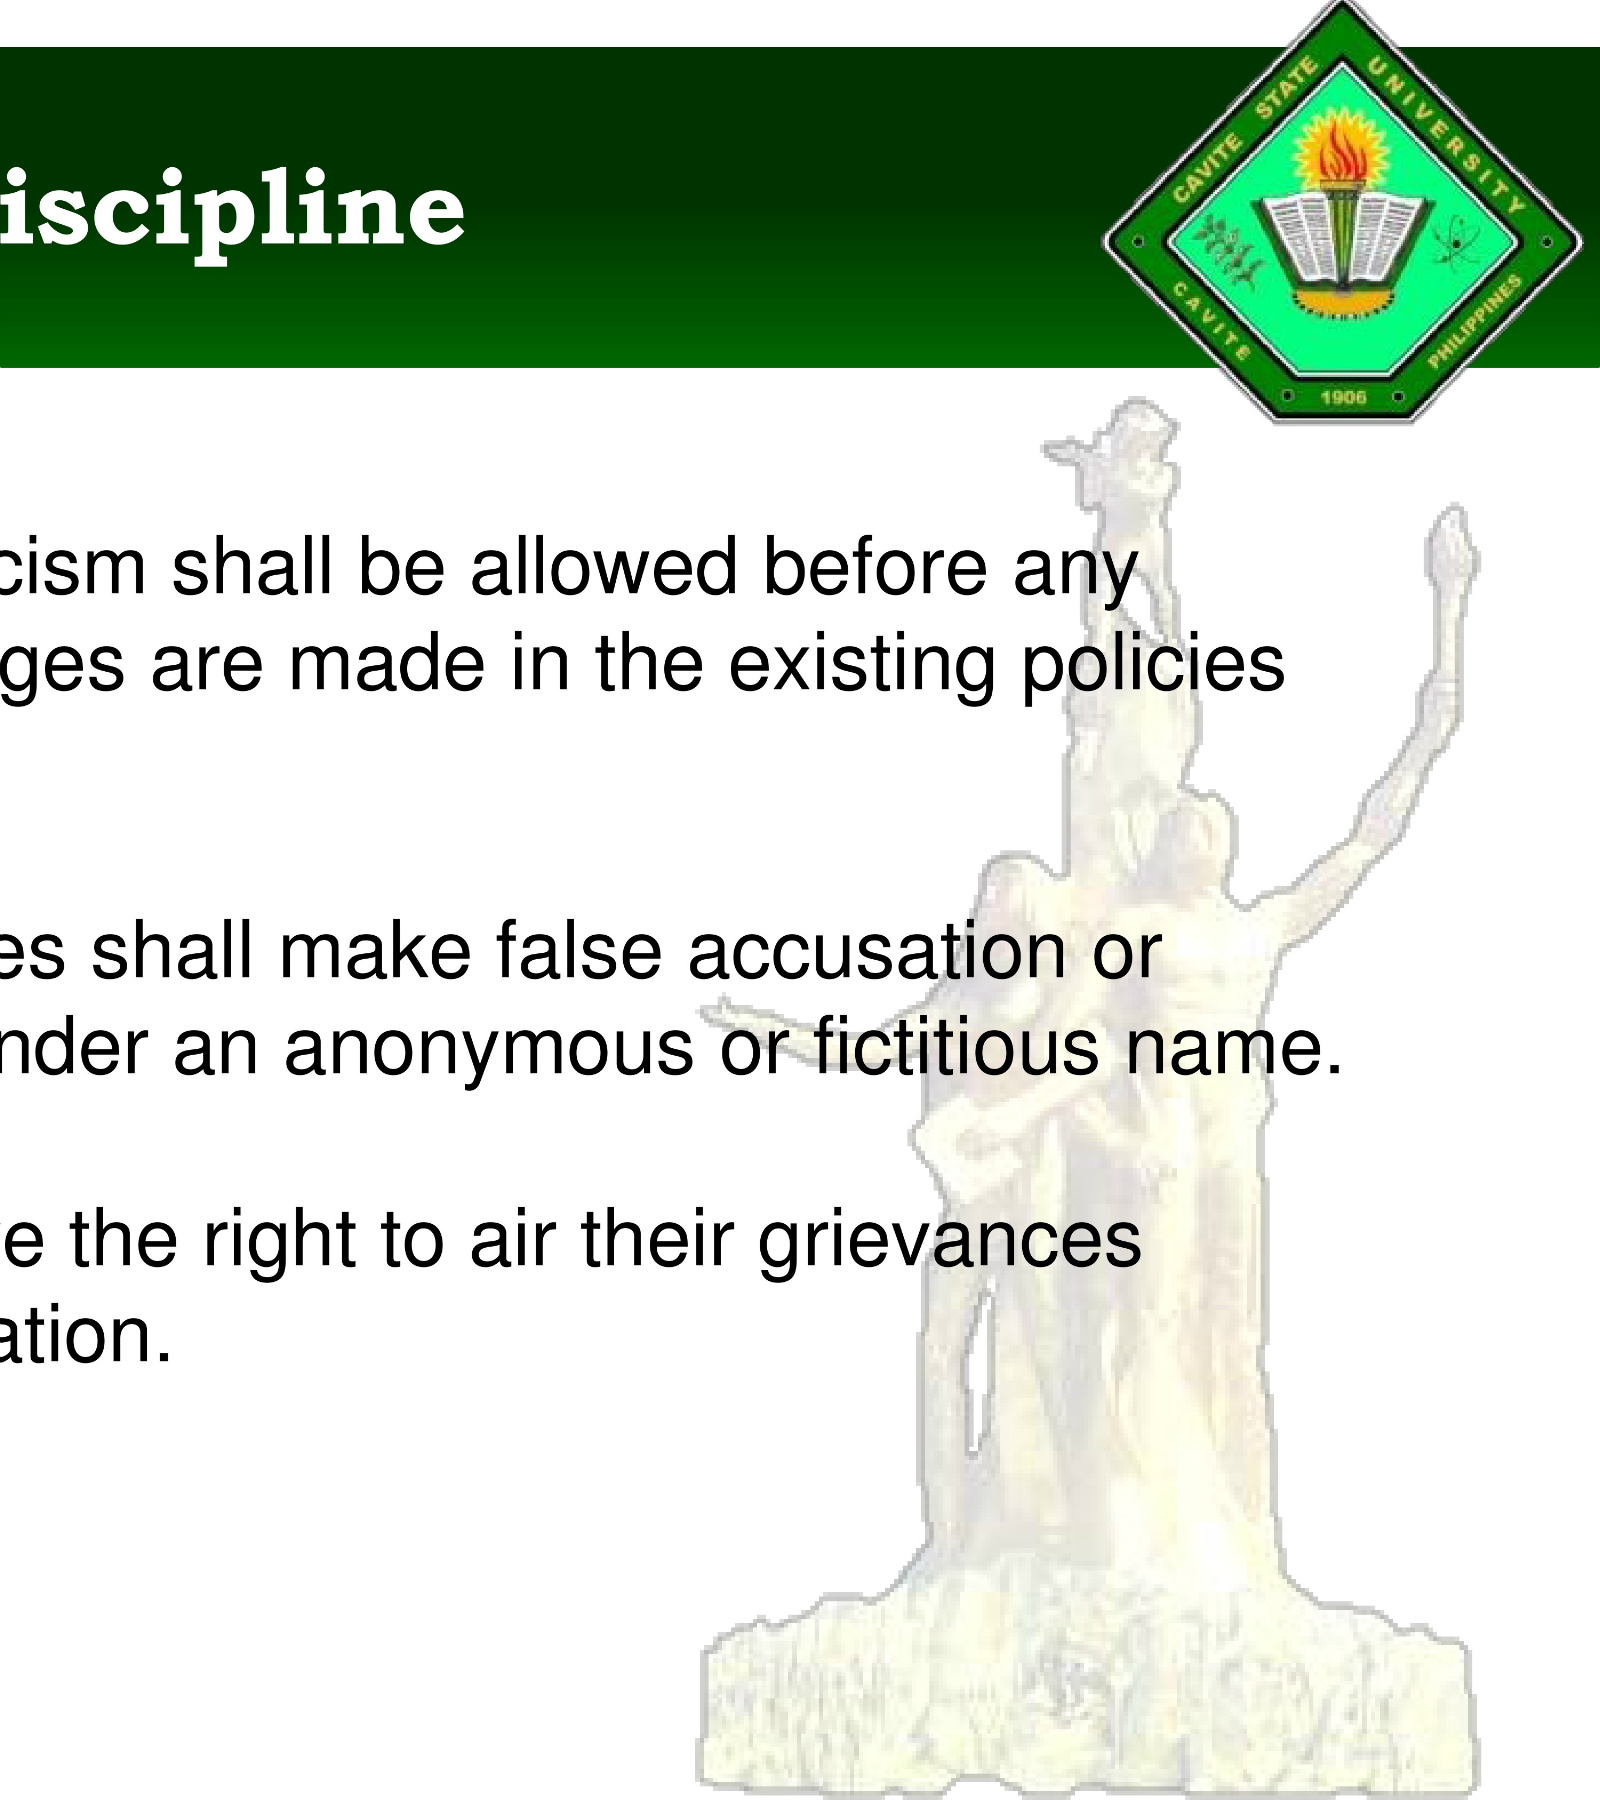 iscipline
CAVITE STATE UNIVERSITY
CAVITE
PHILIPPINES
1906
cism shall be allowed before any
ges are made in the existing policies
es shall make false accusation or
nder an anonymous or fictitious name.
e the right to air their grievances
ation.